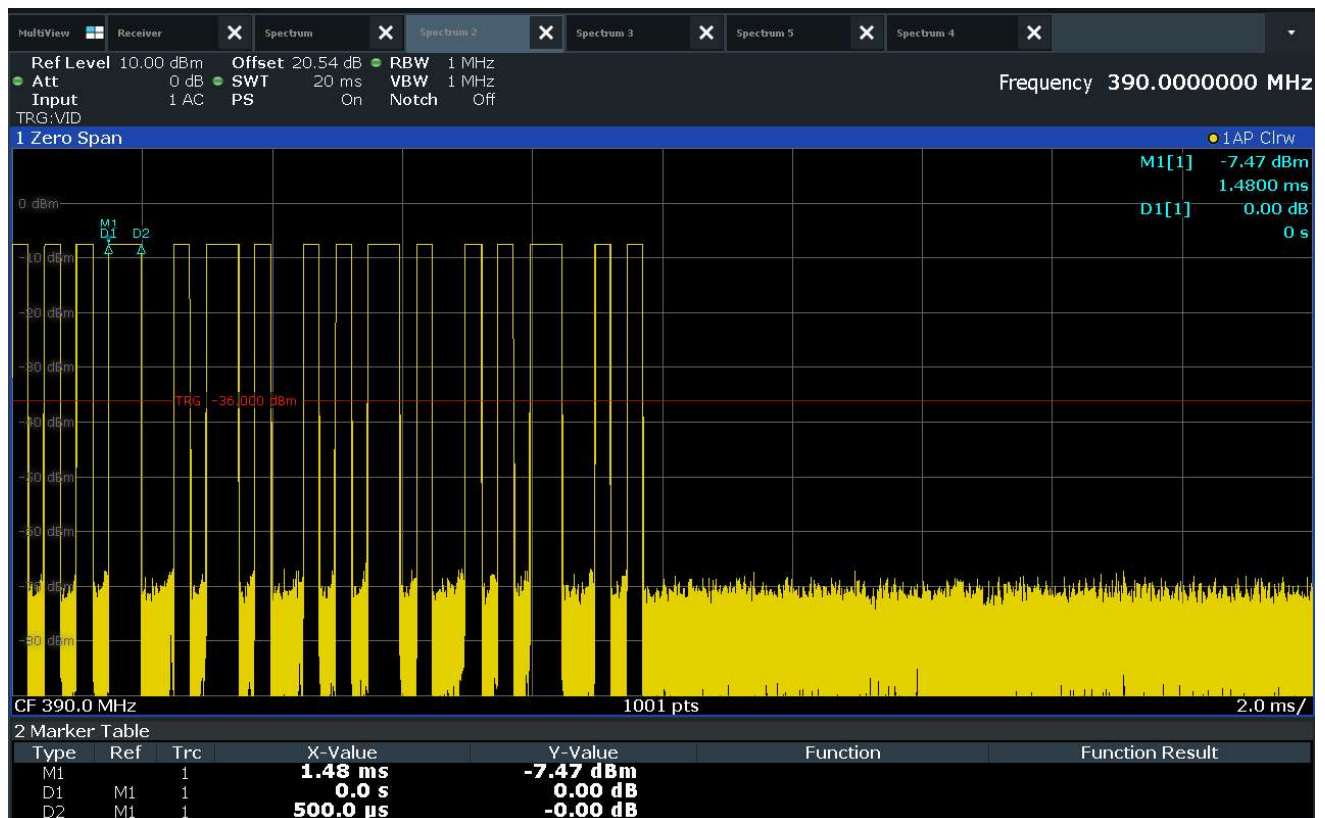 MultiView Receiver Spectrum Spectrum 2 Spectrum 3 Spectrum 5 Spectrum 4
Ref Level 10.00 dBm Offset 20.54 dB RBW 1 MHz
Att 0 dB SWT 20 ms VBW 1 MHz
Input 1 AC PS On Notch Off
Frequency 390.0000000 MHz
TRG:VID
1 Zero Span 1AP Clrw
M1[1] -7.47 dBm
1.4800 ms
D1[1] 0.00 dB
0 s
0 dBm
M1
D1 D2
-10 dBm
-20 dBm
-30 dBm
TRG -36.000 dBm
-40 dBm
-50 dBm
-60 dBm
-70 dBm
-80 dBm
CF 390.0 MHz 1001 pts 2.0 ms/
2 Marker Table
Type Ref Trc X-Value Y-Value Function Function Result
M1 1 1.48 ms -7.47 dBm
D1 M1 1 0.0 s 0.00 dB
D2 M1 1 500.0 µs -0.00 dB